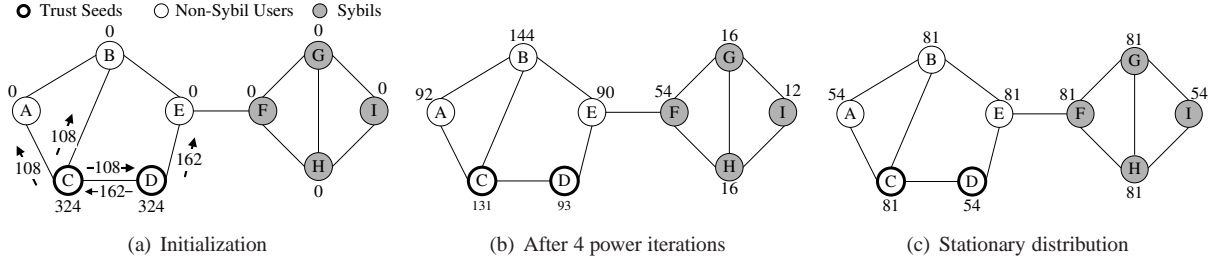 Trust Seeds Non-Sybil Users Sybils
0
B
0
A
0
E
0
F
0
G
0
I
H
0
108
108
108
162
162
C
324
D
324
(a) Initialization
144
B
92
A
90
E
54
F
16
G
12
I
H
16
C
131
D
93
(b) After 4 power iterations
81
B
54
A
81
E
81
F
81
G
54
I
H
81
C
81
D
54
(c) Stationary distribution